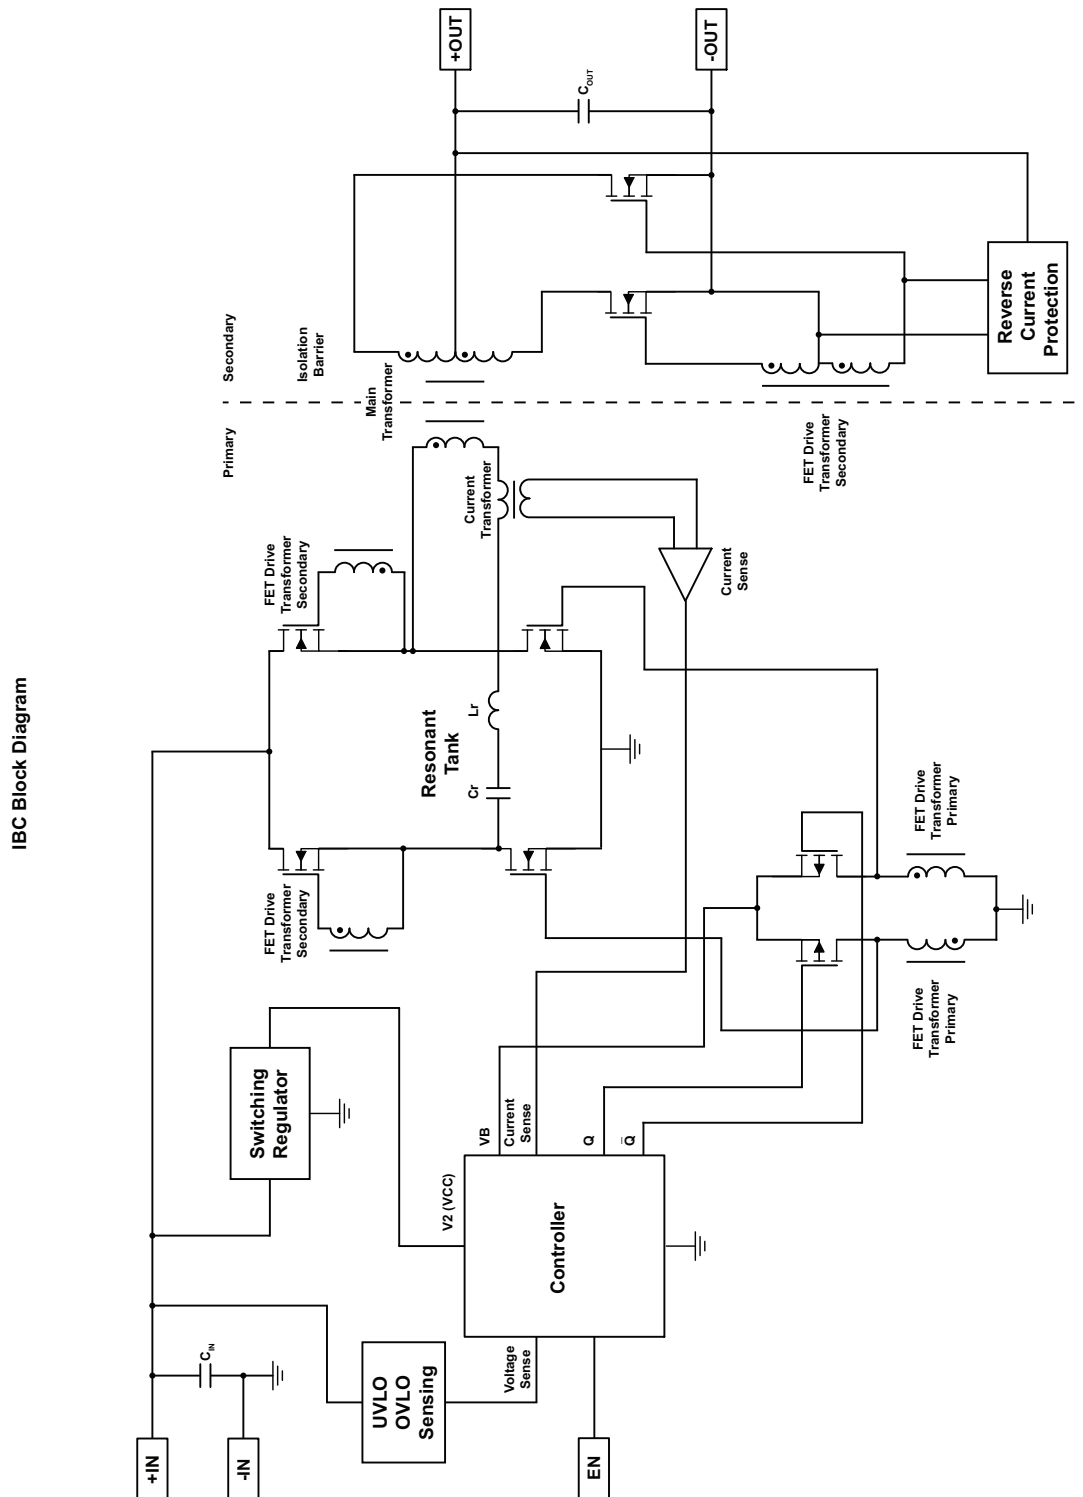 IBC Block Diagram
+IN
-IN
C IN
UVLO
OVLO
Sensing
EN
Voltage
Sense
Switching
Regulator
V2 (VCC)
Controller
VB
Current
Sense
Q
Q̅
FET Drive
Transformer
Secondary
FET Drive
Transformer
Secondary
Resonant
Tank
Cr
Lr
FET Drive
Transformer
Primary
FET Drive
Transformer
Primary
Current
Transformer
Current
Sense
Primary
Secondary
Main
Transformer
Isolation
Barrier
FET Drive
Transformer
Secondary
Reverse
Current
Protection
C OUT
+OUT
-OUT